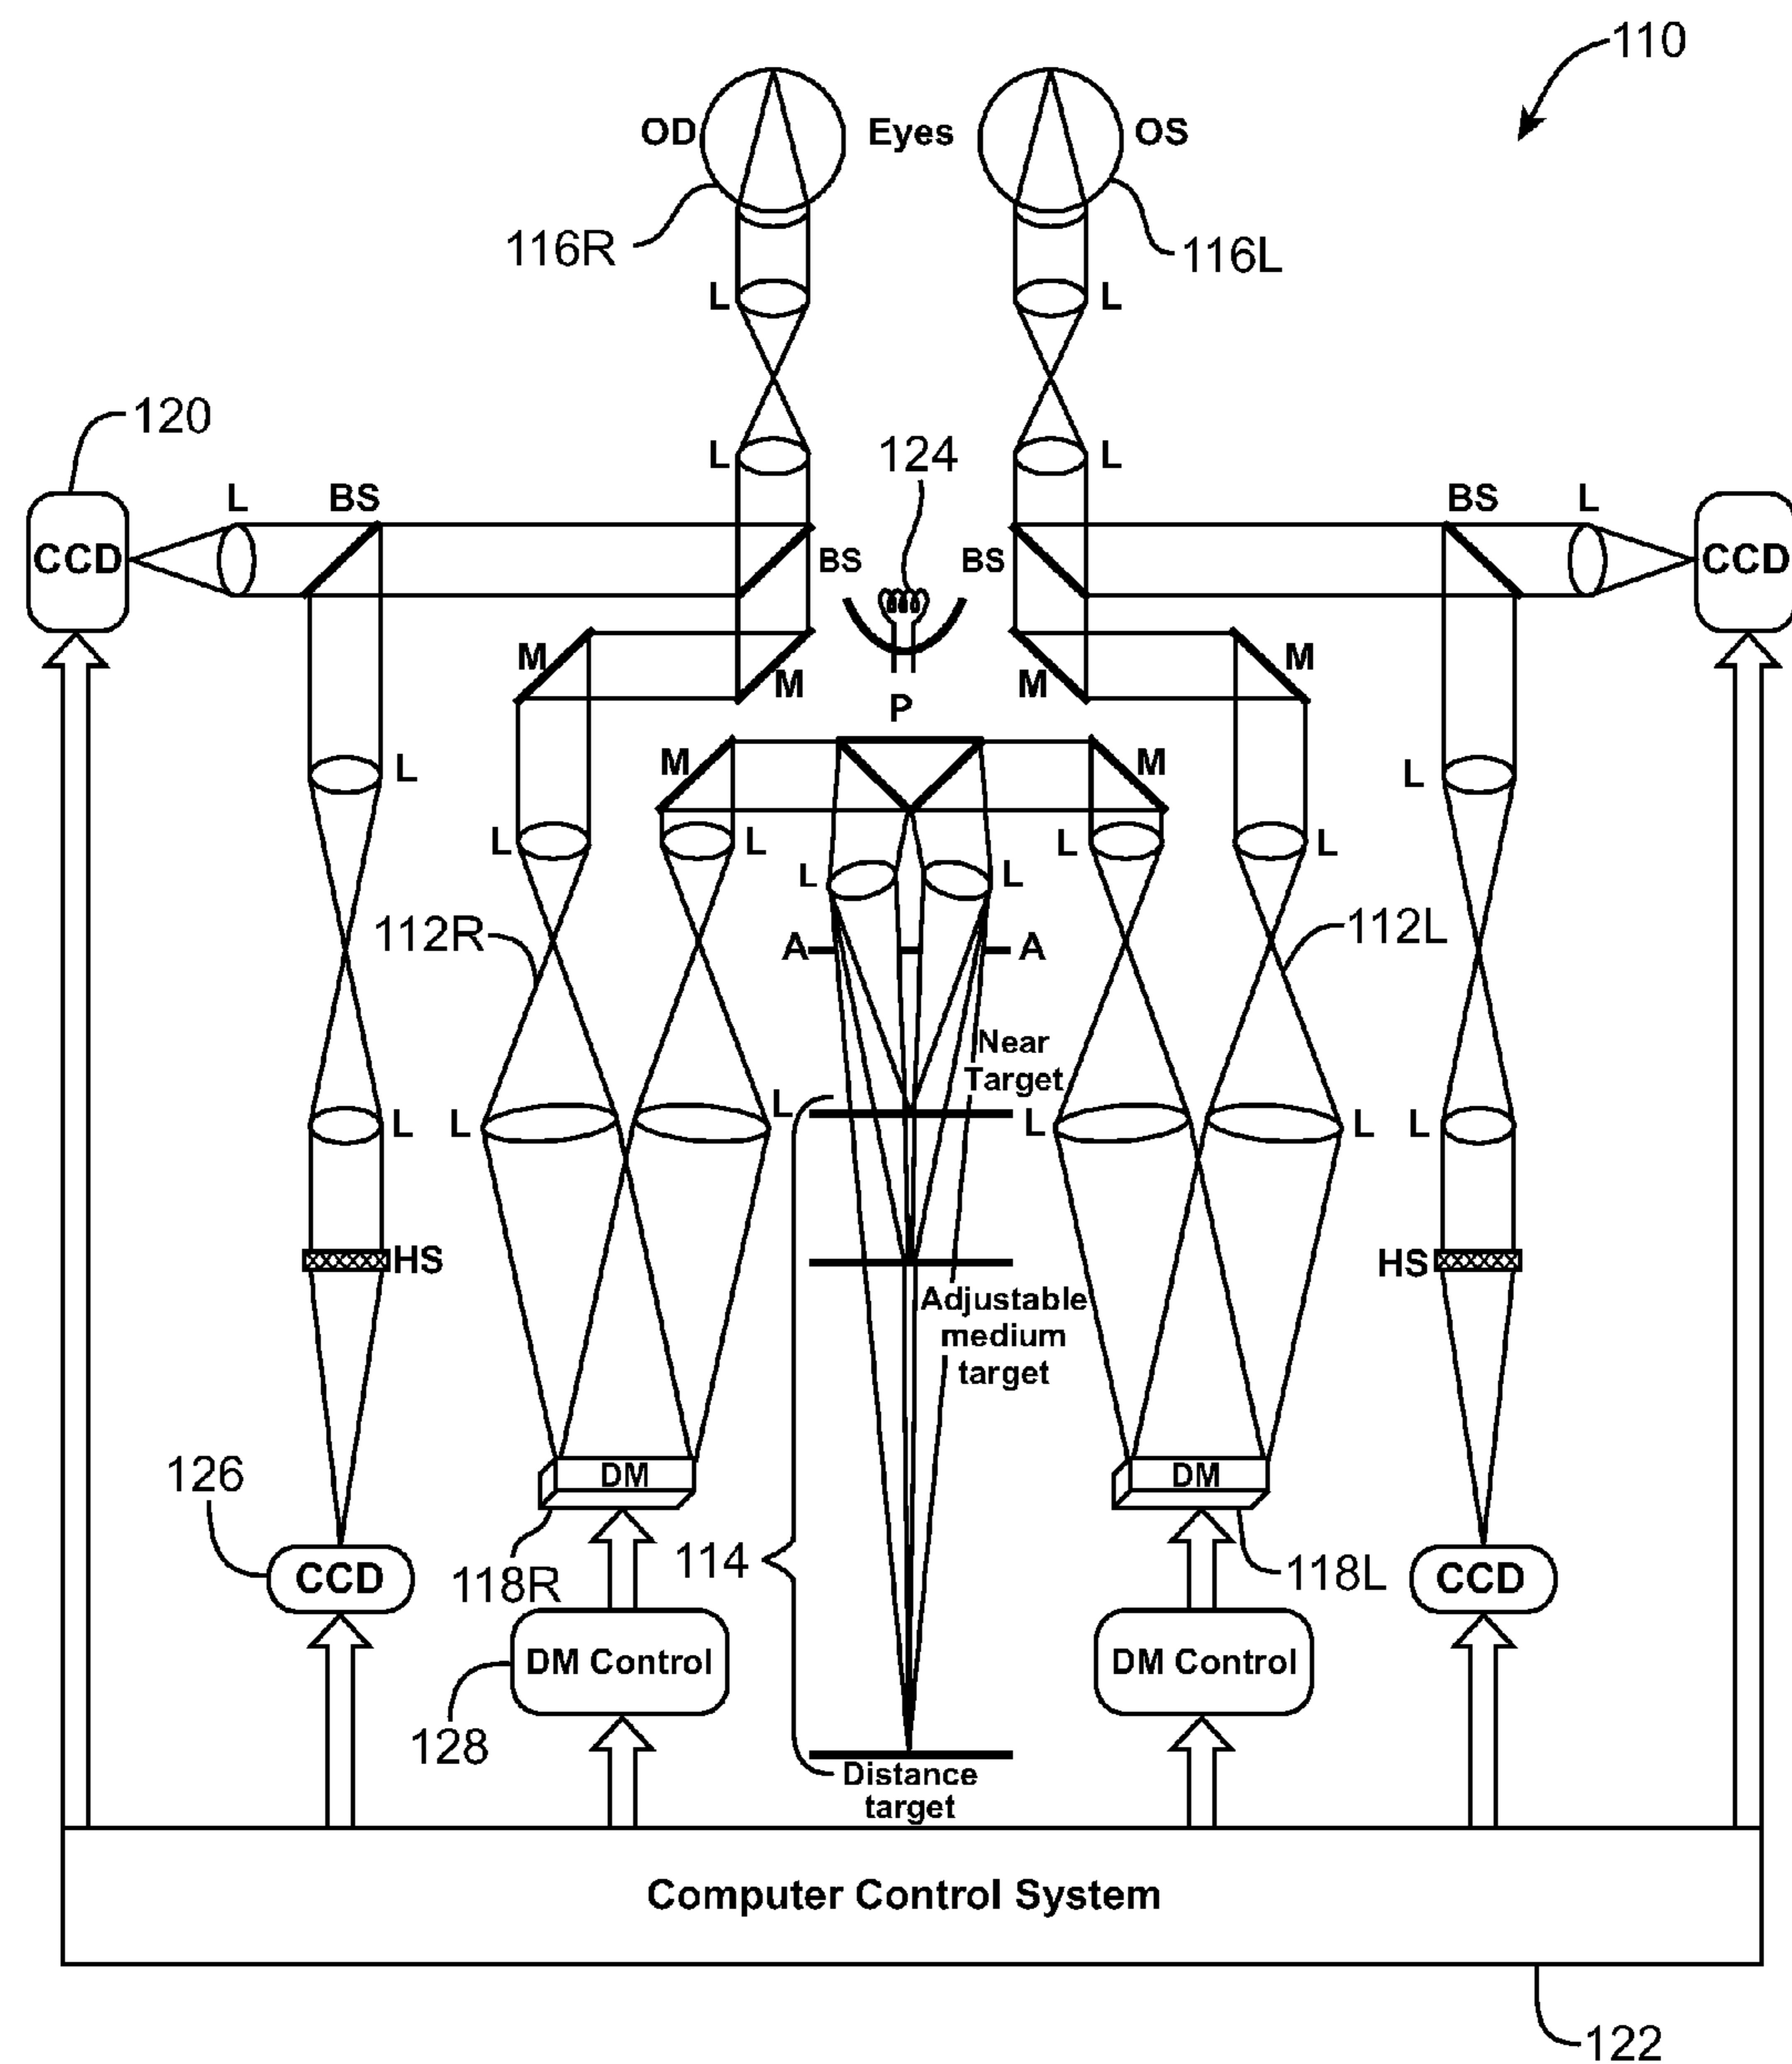 110
OD Eyes OS
116R 116L
L L
120
L 124 L
L BS BS L
CCD BS BS CCD
M M M M
P
L M M L
L L L L
L L
112R A A 112L
Near
Target
L
L L L L L L
HS HS
Adjustable
medium
target
126 DM DM
114
CCD 118R 118L CCD
DM Control DM Control
128
Distance
target
Computer Control System
122